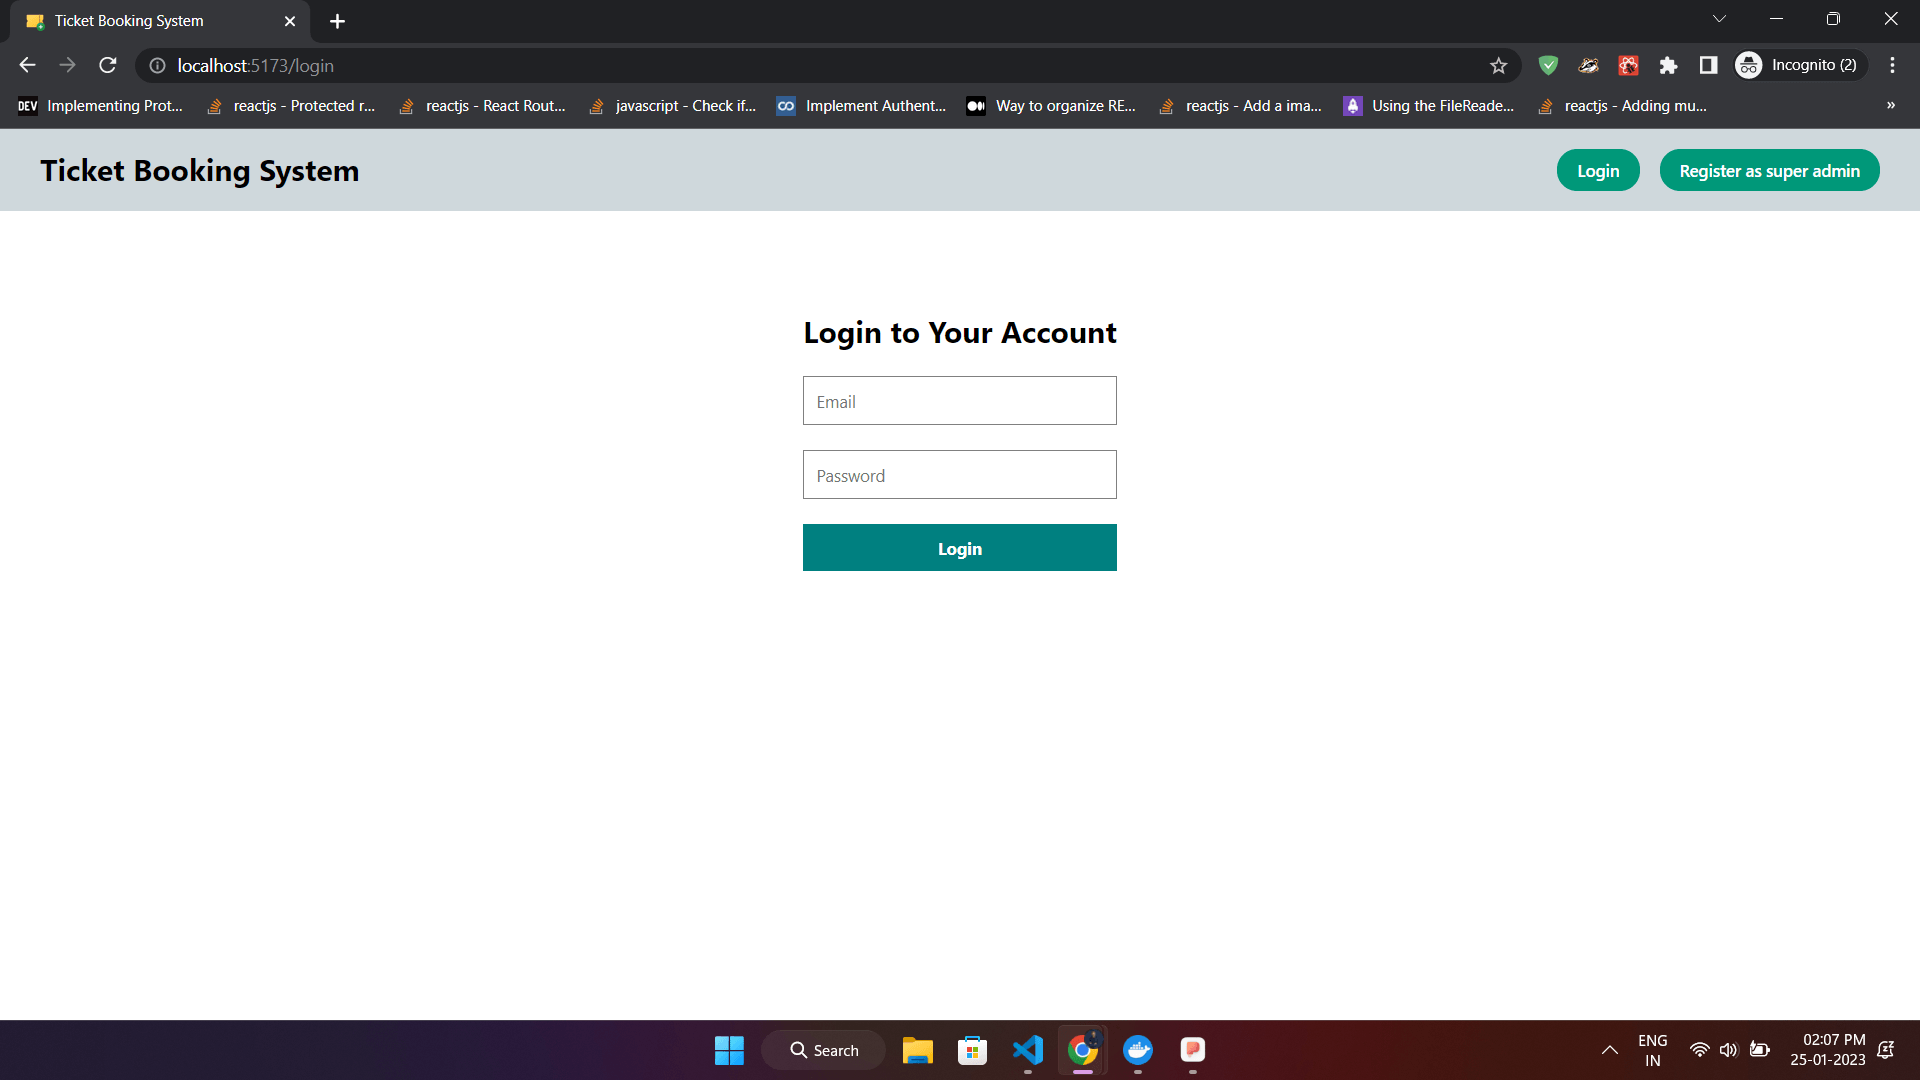 Ticket Booking System
localhost:5173/login
Incognito (2)
DEV Implementing Prot...
reactjs - Protected r...
reactjs - React Rout...
javascript - Check if...
Implement Authent...
Way to organize RE...
reactjs - Add a ima...
Using the FileReade...
reactjs - Adding mu...
»
Ticket Booking System
Login
Register as super admin
Login to Your Account
Email
Password
Login
Search
ENG
IN
02:07 PM
25-01-2023